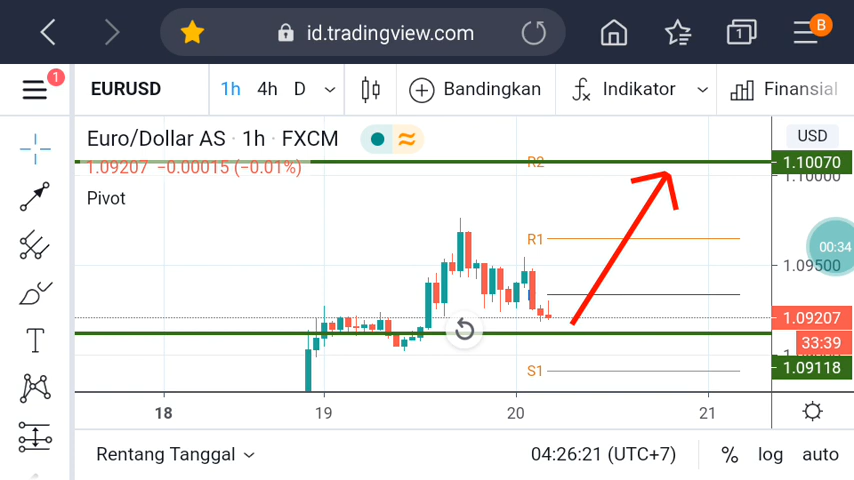 id.tradingview.com
1
B
1
EURUSD
1h 4h D
Bandingkan
Indikator
Finansial
Euro/Dollar AS · 1h · FXCM
USD
1.09207 −0.00015 (−0.01%)
R2
1.10070
1.10000
Pivot
R1
00:34
1.09500
1.09207
33:39
1.09118
S1
18
19
20
21
Rentang Tanggal
04:26:21 (UTC+7)
%
log
auto